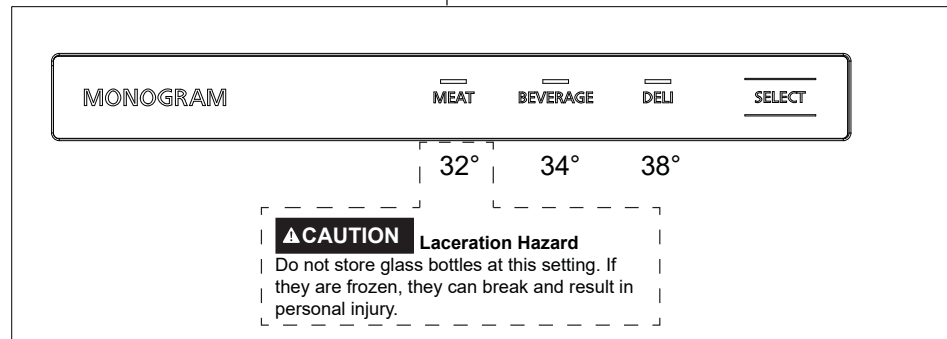 MONOGRAM MEAT BEVERAGE DELI SELECT
32° 34° 38°
CAUTION Laceration Hazard
Do not store glass bottles at this setting. If
they are frozen, they can break and result in
personal injury.